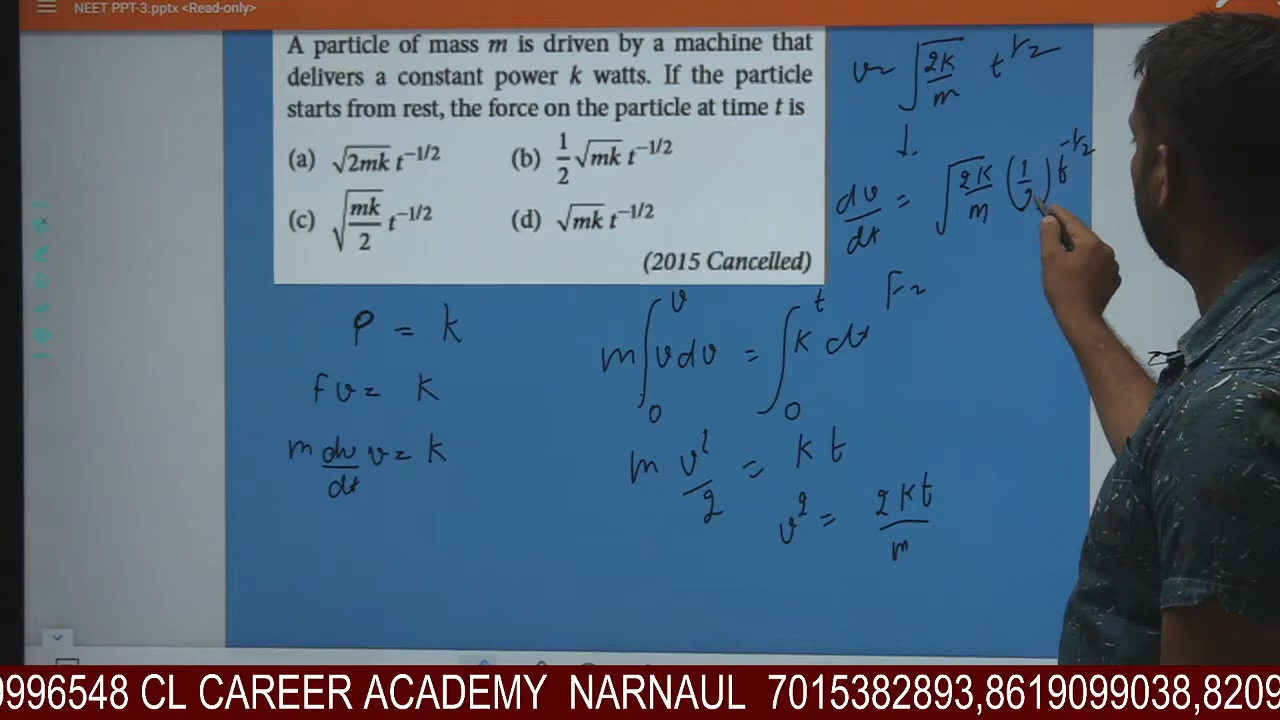 NEET PPT-3.pptx <Read-only>
A particle of mass m is driven by a machine that
delivers a constant power k watts. If the particle
starts from rest, the force on the particle at time t is
(a) √2mk t^-1/2 (b) 1/2 √mk t^-1/2
(c) √(mk/2) t^-1/2 (d) √mk t^-1/2
(2015 Cancelled)
v= √(2k/m) t^1/2
↓
dv/dt = √(2k/m) (1/2) t^-1/2
F=
P = k
Fv= k
m dv/dt v= k
m ∫_0^v v dv = ∫_0^t k dt
m v²/2 = kt
v² = 2kt/m
9996548 CL CAREER ACADEMY NARNAUL 7015382893,8619099038,8209